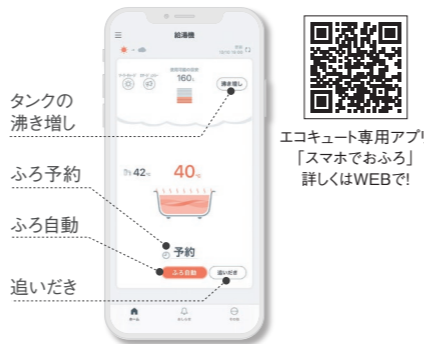 給湯機
160L
沸き増し
タンクの
沸き増し
ふろ予約
42℃
40℃
ふろ自動
予約
ふろ自動
追いだき
追いだき
ホーム
エコキュート専用アプリ
「スマホでおふろ」
詳しくはWEBで!